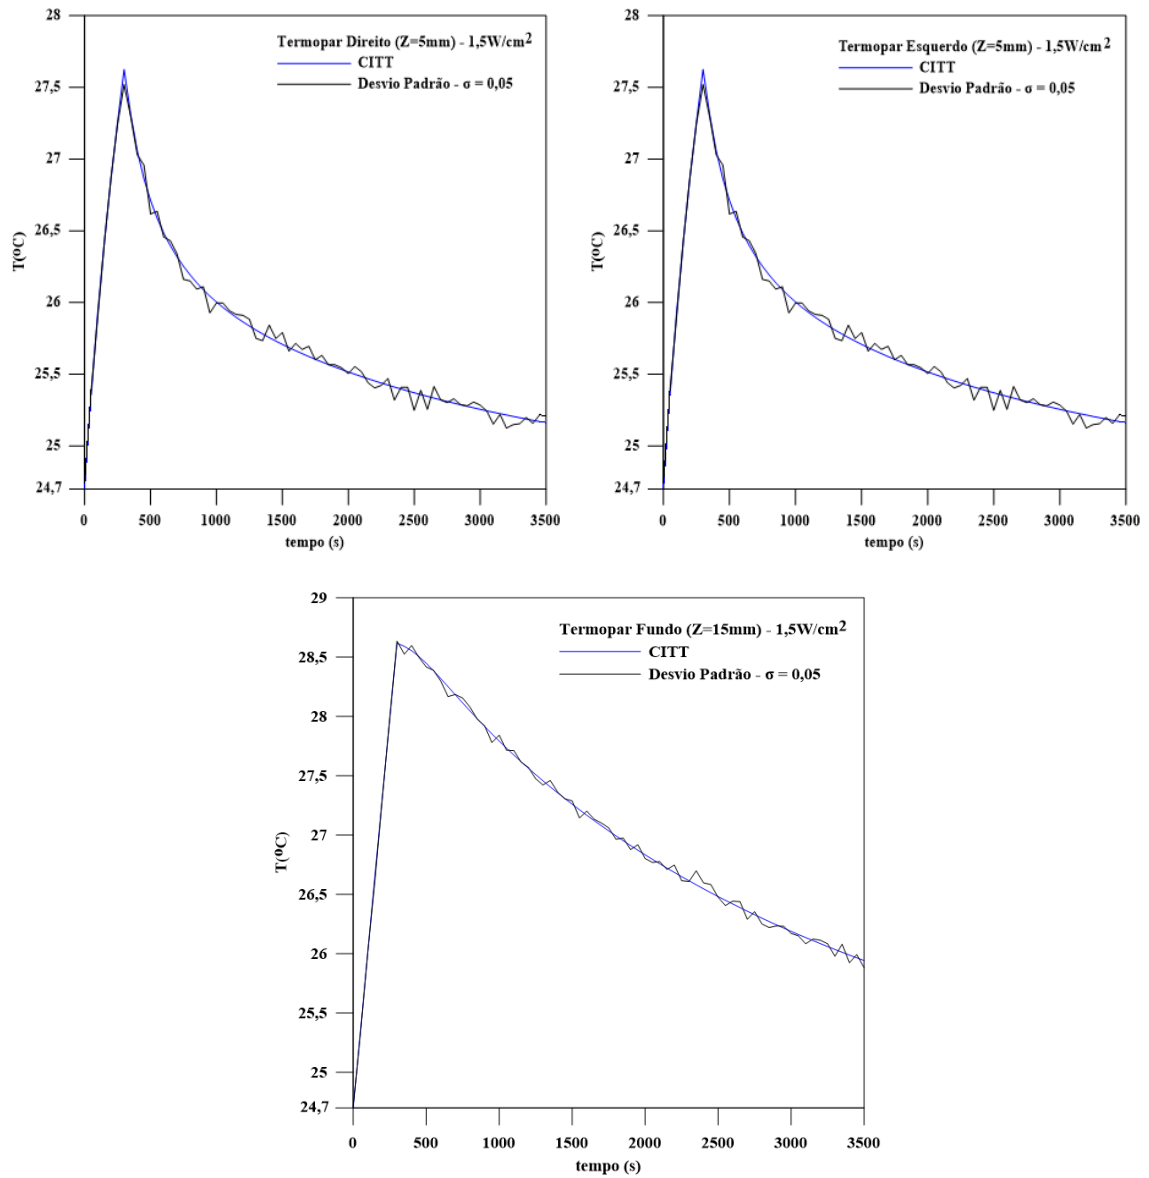 28
27,5
27
26,5
26
25,5
25
24,7
T(ºC)
Termopar Direito (Z=5mm) - 1,5W/cm²
CITT
Desvio Padrão - σ = 0,05
0 500 1000 1500 2000 2500 3000 3500
tempo (s)
28
27,5
27
26,5
26
25,5
25
24,7
T(ºC)
Termopar Esquerdo (Z=5mm) - 1,5W/cm²
CITT
Desvio Padrão - σ = 0,05
0 500 1000 1500 2000 2500 3000 3500
tempo (s)
29
28,5
28
27,5
27
26,5
26
25,5
25
24,7
T(ºC)
Termopar Fundo (Z=15mm) - 1,5W/cm²
CITT
Desvio Padrão - σ = 0,05
0 500 1000 1500 2000 2500 3000 3500
tempo (s)